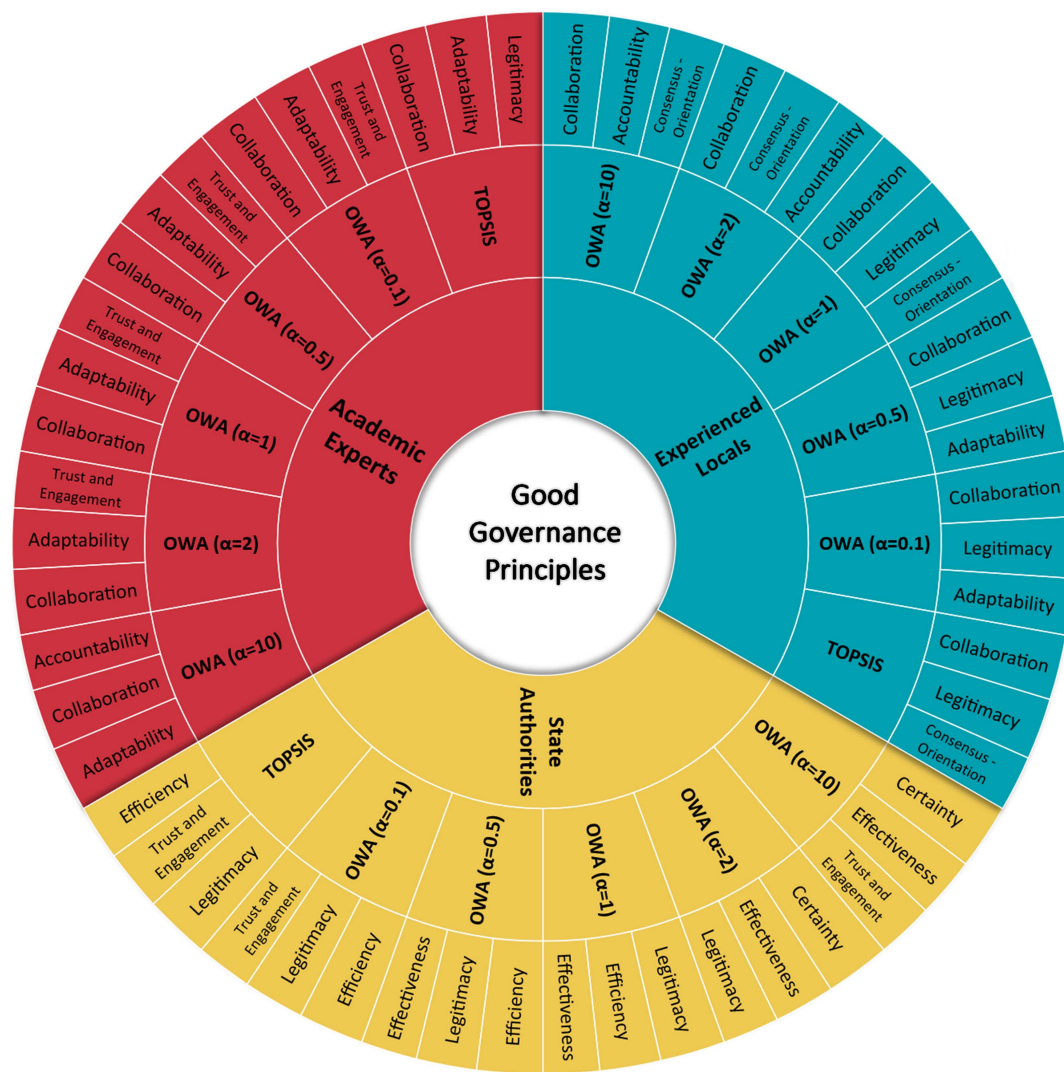 Good
Governance
Principles
Experienced
Locals
OWA (α=10)
Collaboration
Accountability
Consensus -
Orientation
OWA (α=2)
Collaboration
Consensus -
Orientation
Accountability
OWA (α=1)
Collaboration
Legitimacy
Consensus -
Orientation
OWA (α=0.5)
Collaboration
Legitimacy
Adaptability
OWA (α=0.1)
Collaboration
Legitimacy
Adaptability
TOPSIS
Collaboration
Legitimacy
Consensus -
Orientation
State
Authorities
OWA (α=10)
Certainty
Effectiveness
Trust and
Engagement
OWA (α=2)
Certainty
Effectiveness
Legitimacy
OWA (α=1)
Legitimacy
Efficiency
Effectiveness
OWA (α=0.5)
Efficiency
Legitimacy
Effectiveness
OWA (α=0.1)
Efficiency
Legitimacy
Trust and
Engagement
TOPSIS
Legitimacy
Trust and
Engagement
Efficiency
Academic
Experts
OWA (α=10)
Adaptability
Collaboration
Accountability
OWA (α=2)
Collaboration
Adaptability
Trust and
Engagement
OWA (α=1)
Collaboration
Adaptability
Trust and
Engagement
OWA (α=0.5)
Collaboration
Adaptability
Trust and
Engagement
OWA (α=0.1)
Collaboration
Adaptability
Trust and
Engagement
TOPSIS
Collaboration
Adaptability
Legitimacy